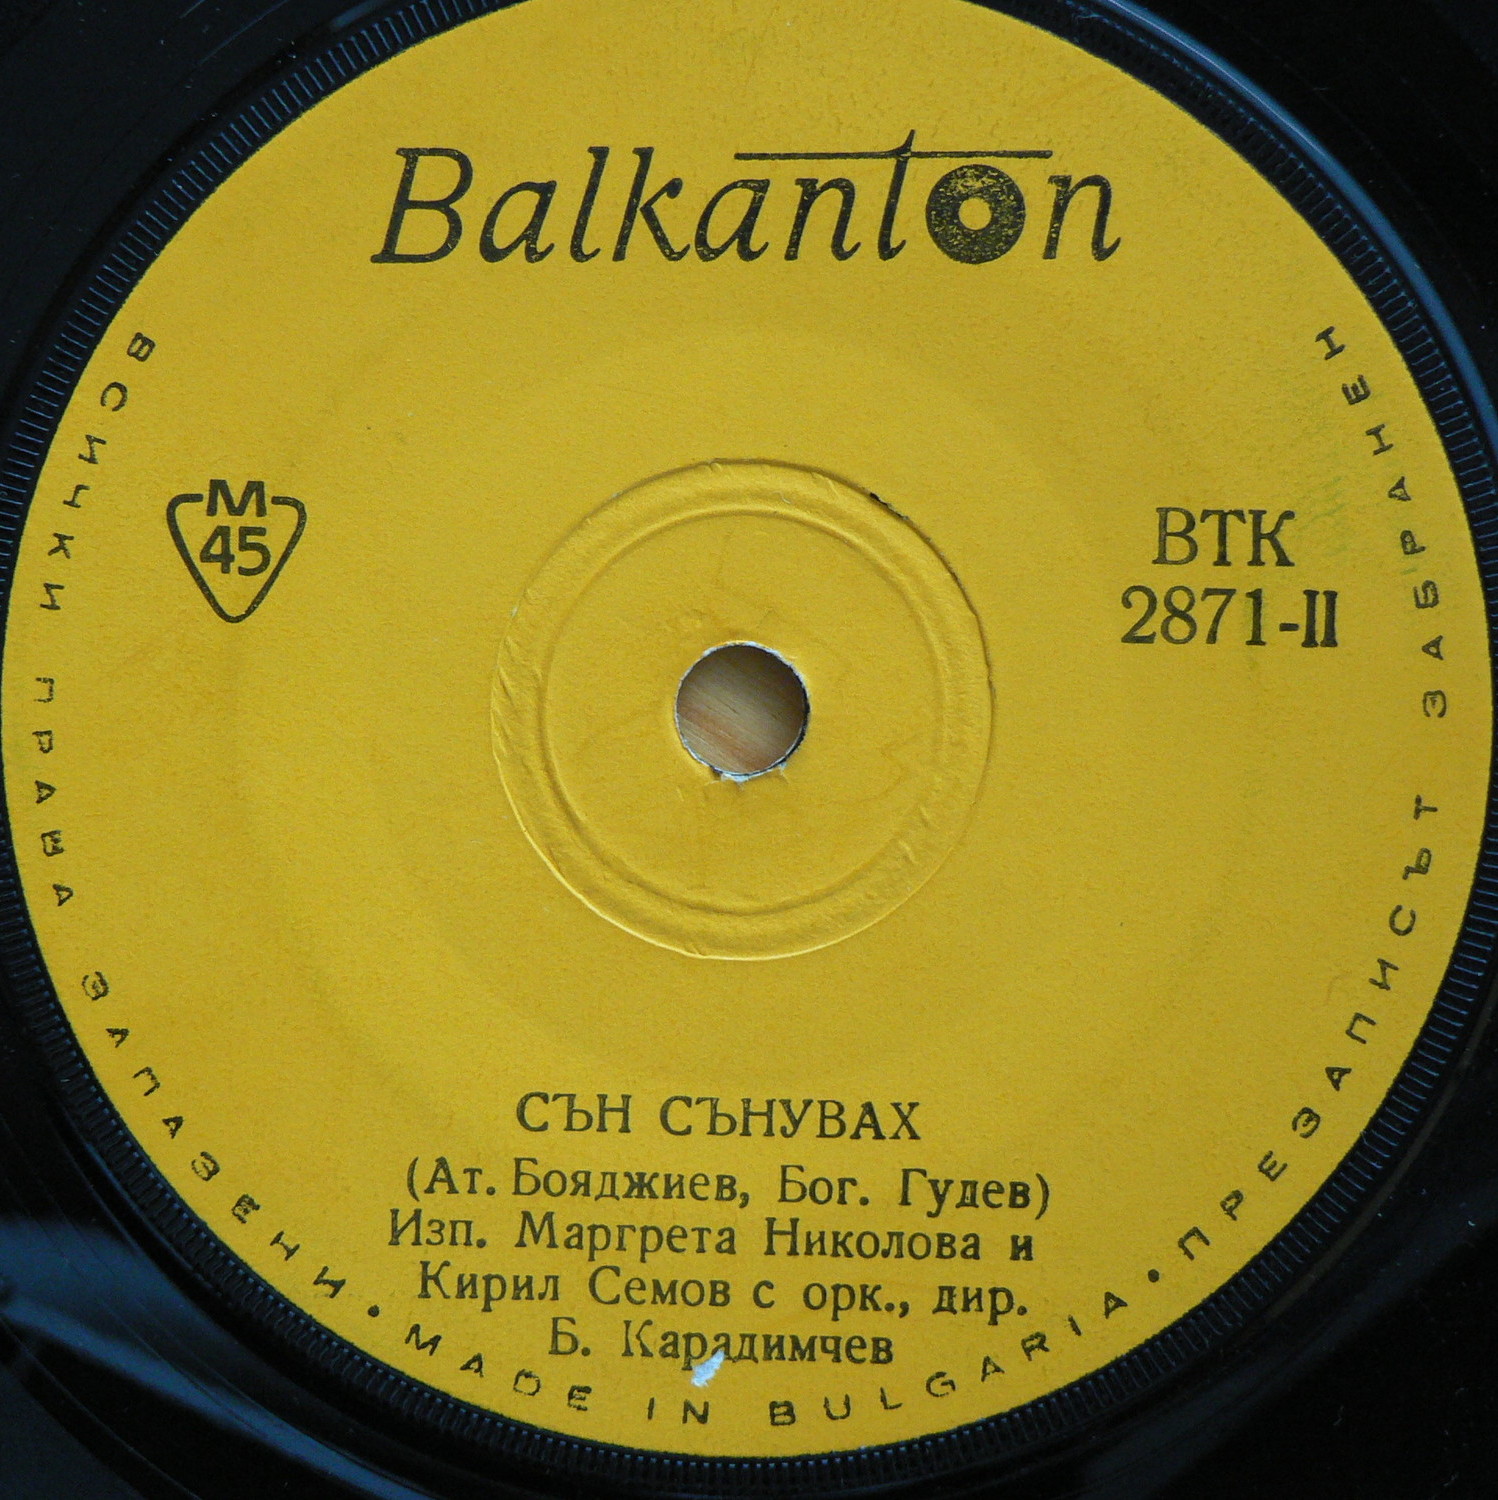 Balkanton
М
45
ВТК
2871-II
СЪН СЪНУВАХ
(Ат. Бояджиев, Бог. Гудев)
Изп. Маргрета Николова и
Кирил Семов с орк., дир.
Б. Карадимчев
ВСИЧКИ ПРАВА ЗАПАЗЕНИ • MADE IN BULGARIA • ПРЕЗАПИСЪТ ЗАБРАНЕН